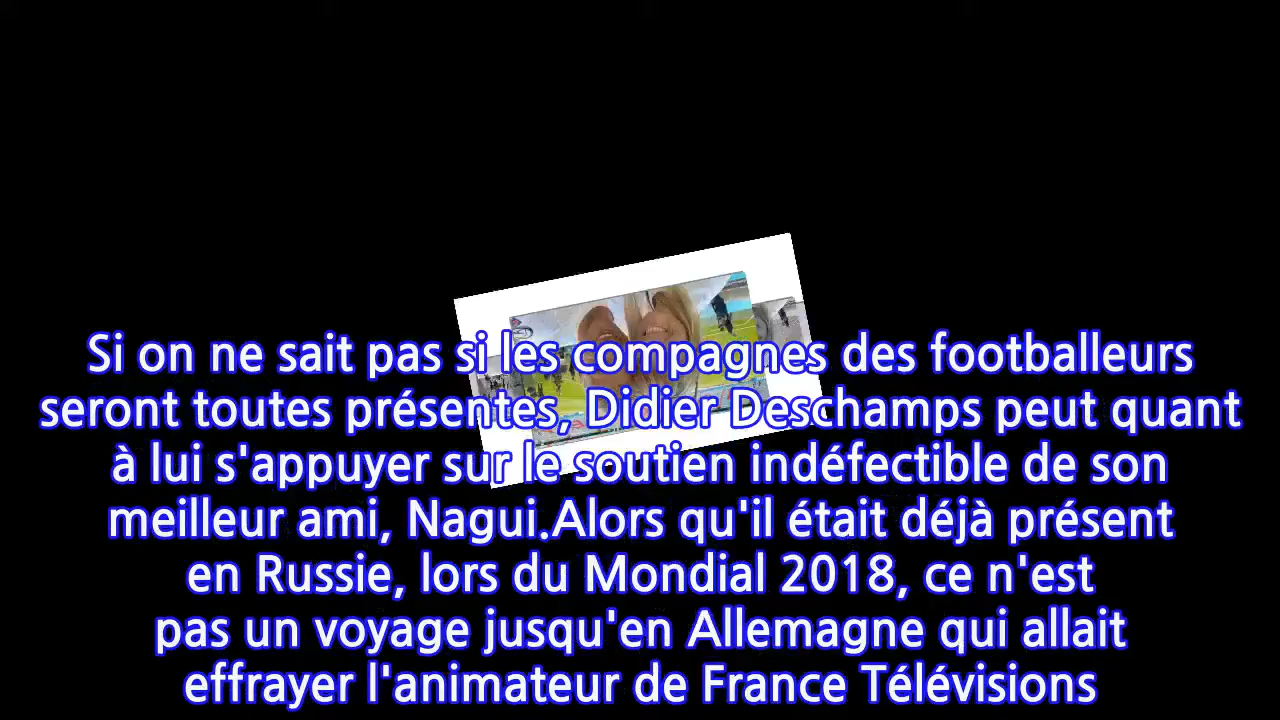 Si on ne sait pas si les compagnes des footballeurs
seront toutes présentes, Didier Deschamps peut quant
à lui s'appuyer sur le soutien indéfectible de son
meilleur ami, Nagui.Alors qu'il était déjà présent
en Russie, lors du Mondial 2018, ce n'est
pas un voyage jusqu'en Allemagne qui allait
effrayer l'animateur de France Télévisions